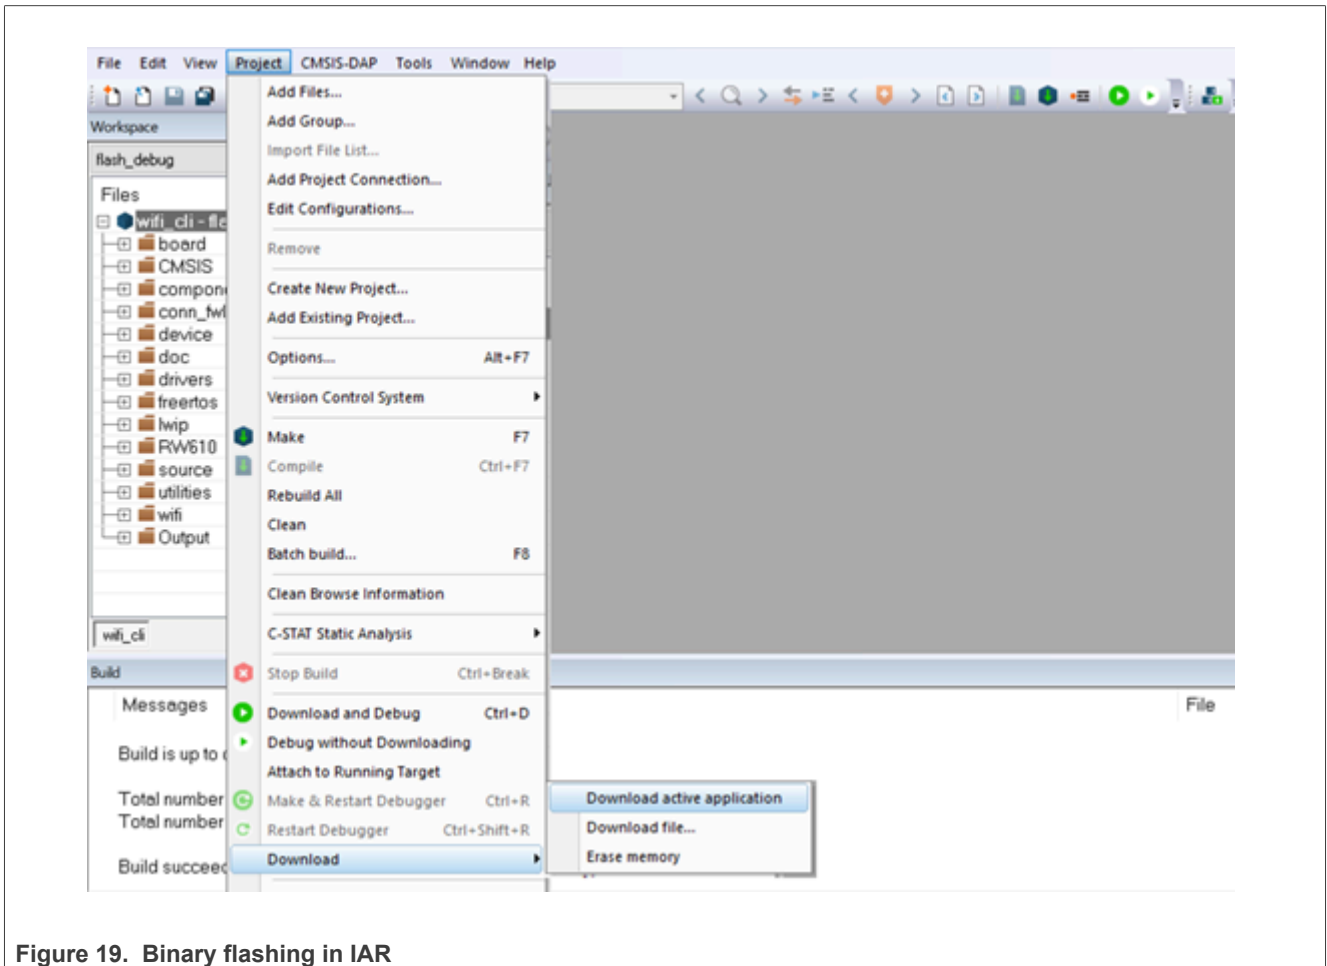 File Edit View Project CMSIS-DAP Tools Window Help
Workspace
flash_debug
Files
wifi_cli - fle
board
CMSIS
compon
conn_fwl
device
doc
drivers
freertos
lwip
RW610
source
utilities
wifi
Output
wifi_cli
Add Files...
Add Group...
Import File List...
Add Project Connection...
Edit Configurations...
Remove
Create New Project...
Add Existing Project...
Options... Alt+F7
Version Control System
Make F7
Compile Ctrl+F7
Rebuild All
Clean
Batch build... F8
Clean Browse Information
C-STAT Static Analysis
Stop Build Ctrl+Break
Download and Debug Ctrl+D
Debug without Downloading
Attach to Running Target
Make & Restart Debugger Ctrl+R
Restart Debugger Ctrl+Shift+R
Download
Download active application
Download file...
Erase memory
Build
Messages File
Build is up to
Total number
Total number
Build succeed
Figure 19. Binary flashing in IAR